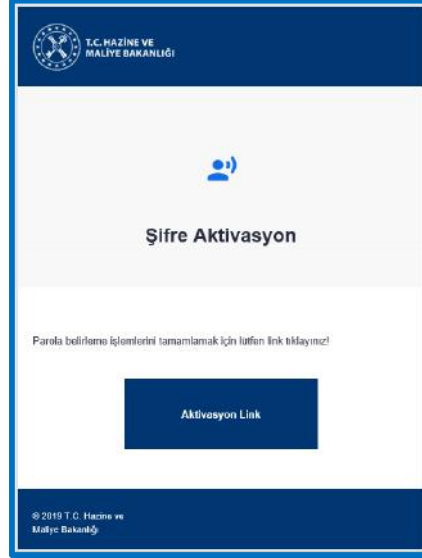 T.C. HAZİNE VE
MALİYE BAKANLIĞI
Şifre Aktivasyon
Parola belirleme işlemlerini tamamlamak için lütfen link tıklayınız!
Aktivasyon Link
© 2019 T.C. Hazine ve
Maliye Bakanlığı